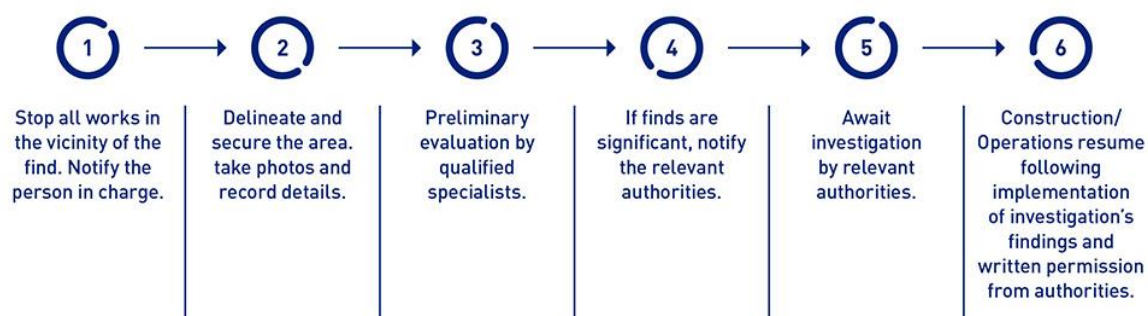 1
2
3
4
5
6
Stop all works in
the vicinity of the
find. Notify the
person in charge.
Delineate and
secure the area.
take photos and
record details.
Preliminary
evaluation by
qualified
specialists.
If finds are
significant, notify
the relevant
authorities.
Await
investigation
by relevant
authorities.
Construction/
Operations resume
following
implementation
of investigation's
findings and
written permission
from authorities.